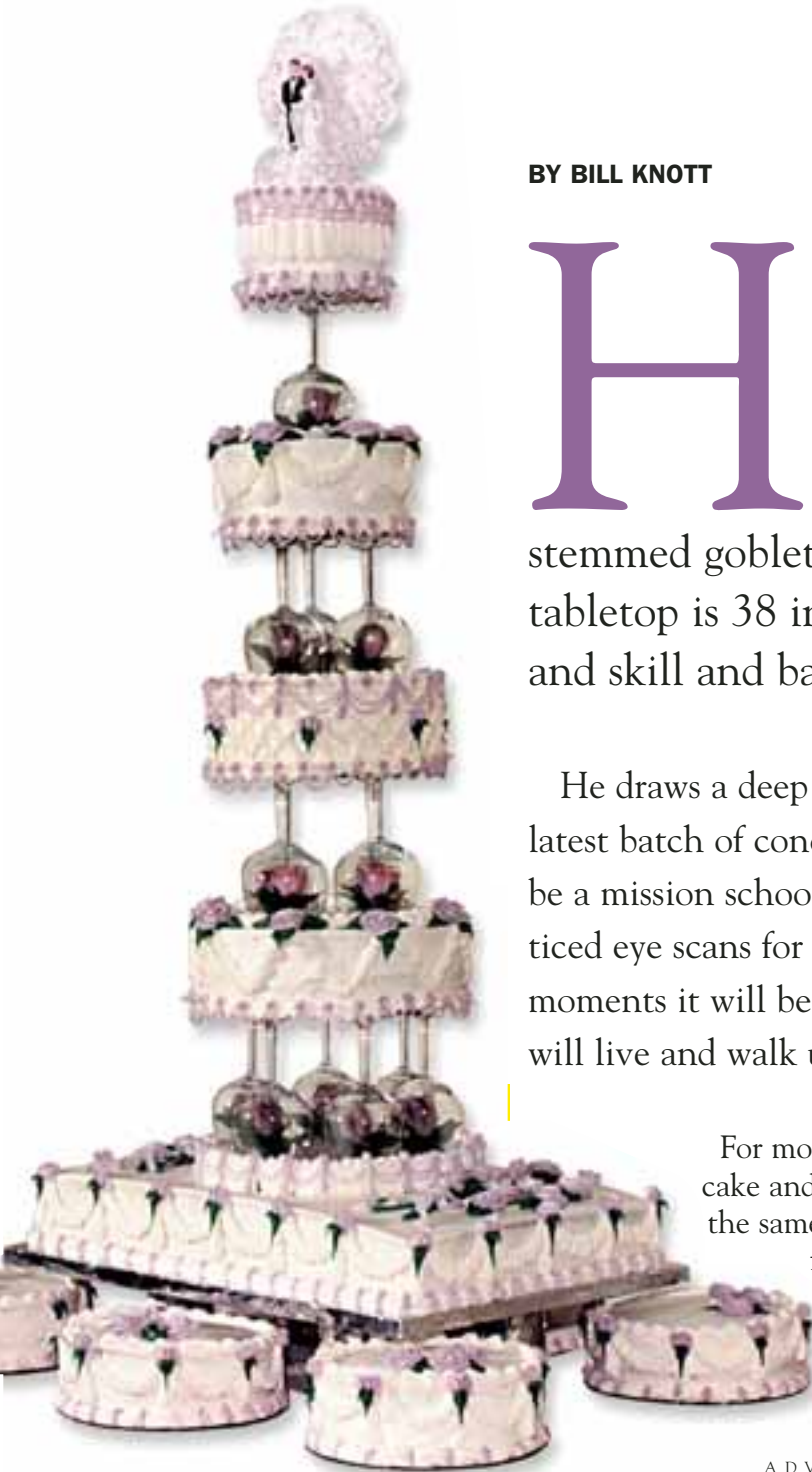 BY BILL KNOTT
H
stemmed goblet
tabletop is 38 in
and skill and ba
He draws a deep
latest batch of conc
be a mission schoo
ticed eye scans for
moments it will be
will live and walk u
For mo
cake and
the same
A D V